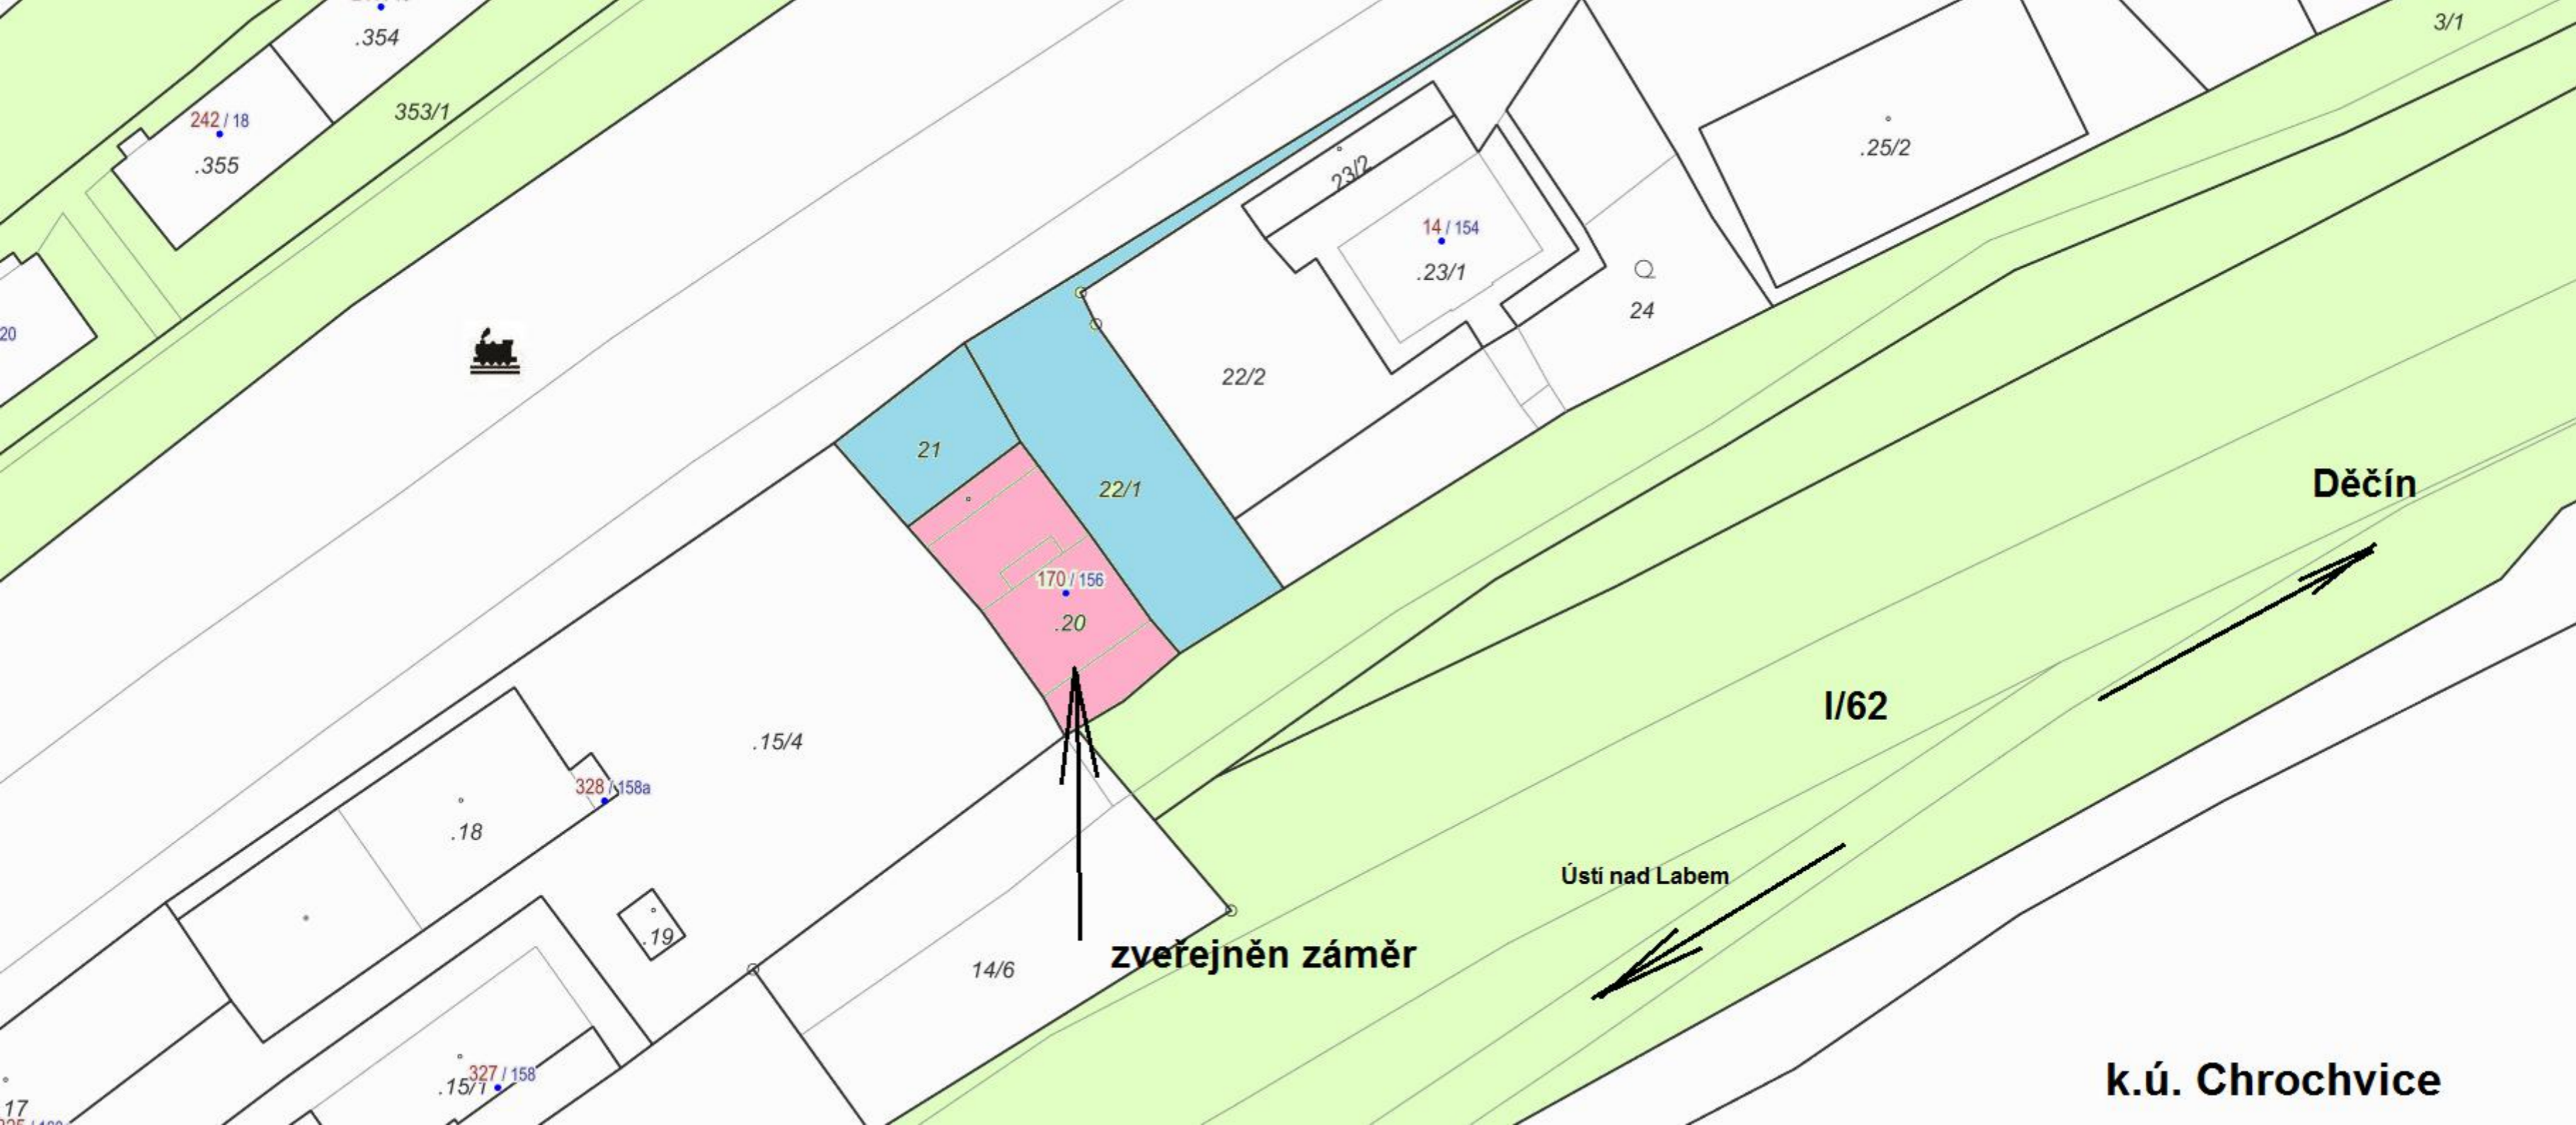 3/1
.354
353/1
242 / 18
.355
.25/2
23/2
14 / 154
.23/1
24
20
22/2
21
22/1
Děčín
170 / 156
.20
I/62
.15/4
328 / 158a
.18
Ústí nad Labem
.19
zveřejněn záměr
14/6
327 / 158
.15/1
k.ú. Chrochvice
17